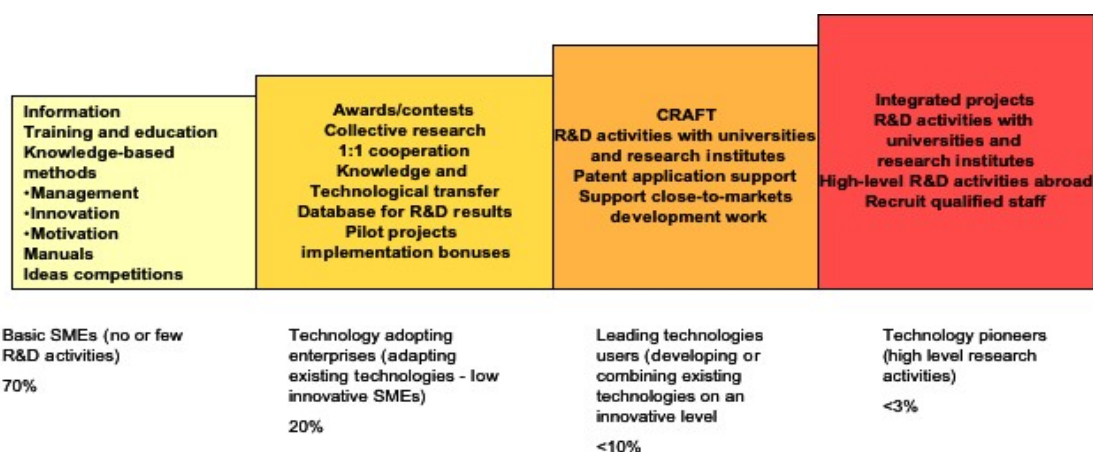 Information
Training and education
Knowledge-based
methods
•Management
•Innovation
•Motivation
Manuals
Ideas competitions
Awards/contests
Collective research
1:1 cooperation
Knowledge and
Technological transfer
Database for R&D results
Pilot projects
implementation bonuses
CRAFT
R&D activities with universities
and research institutes
Patent application support
Support close-to-markets
development work
Integrated projects
R&D activities with
universities and
research institutes
High-level R&D activities abroad
Recruit qualified staff
Basic SMEs (no or few
R&D activities)
70%
Technology adopting
enterprises (adapting
existing technologies - low
innovative SMEs)
20%
Leading technologies
users (developing or
combining existing
technologies on an
innovative level
<10%
Technology pioneers
(high level research
activities)
<3%